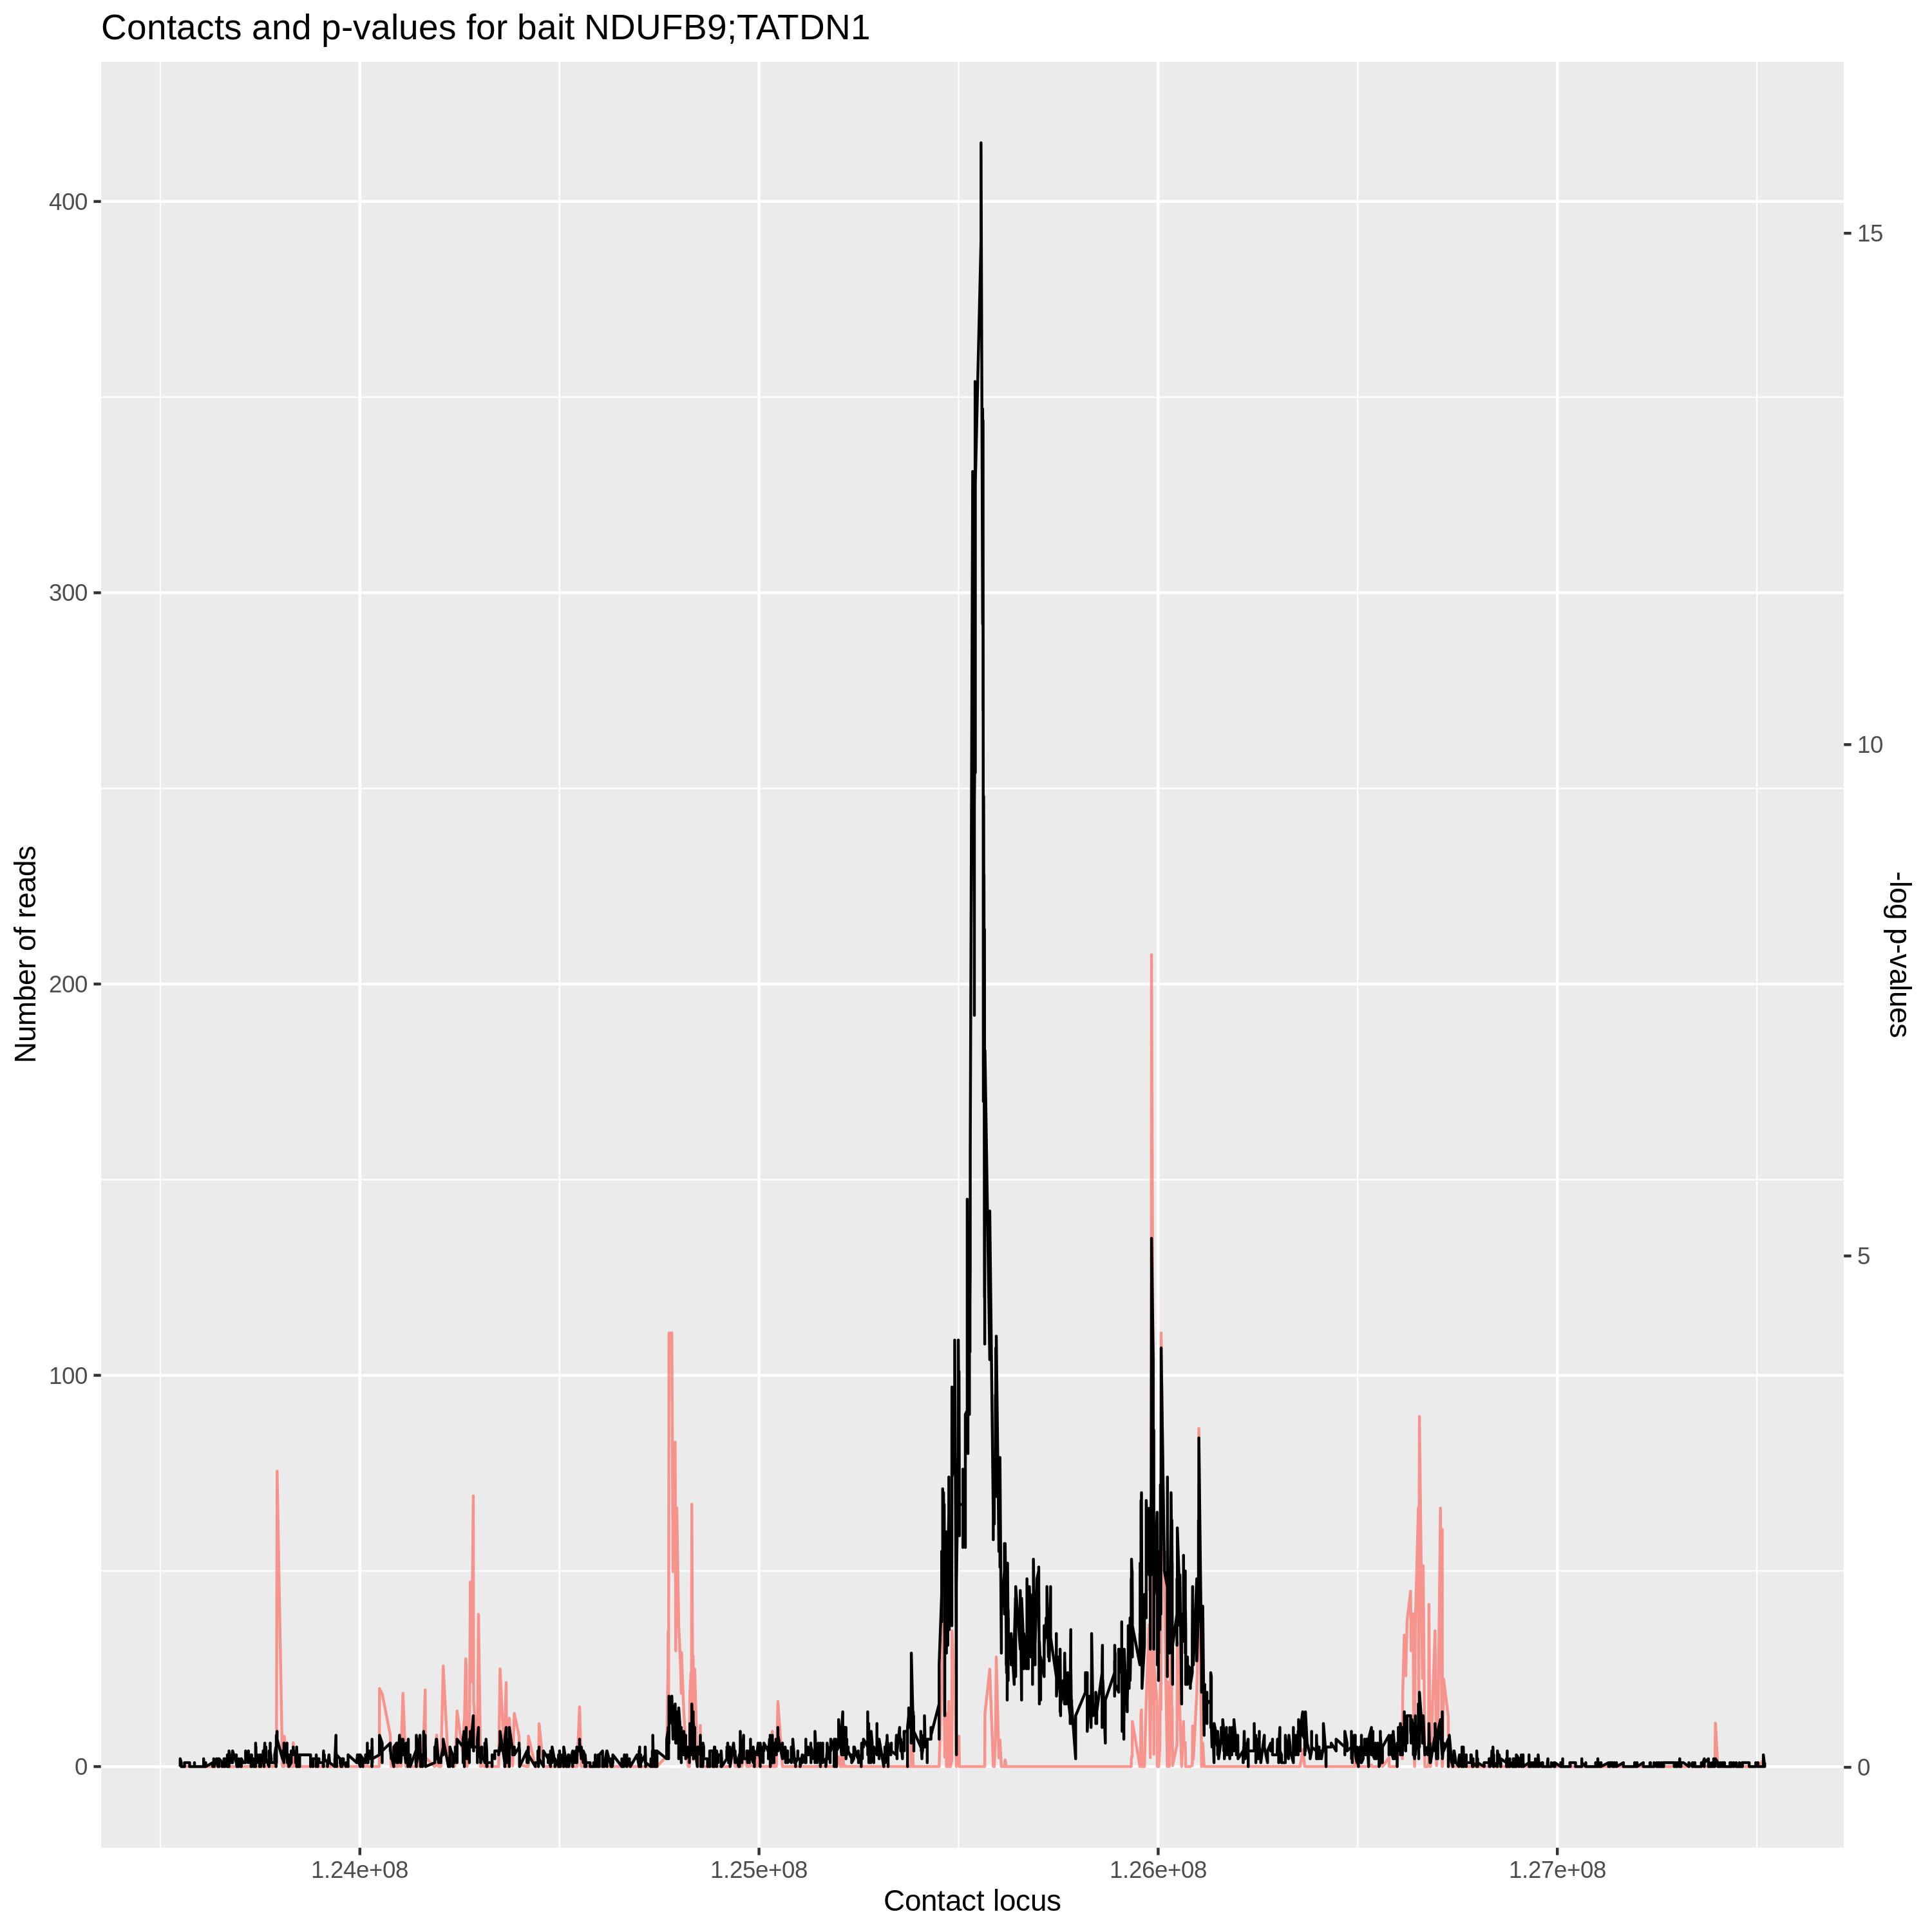 Contacts and p-values for bait NDUFB9;TATDN1
400
300
200
100
0
Number of reads
15
10
5
0
-log p-values
1.24e+08
1.25e+08
1.26e+08
1.27e+08
Contact locus